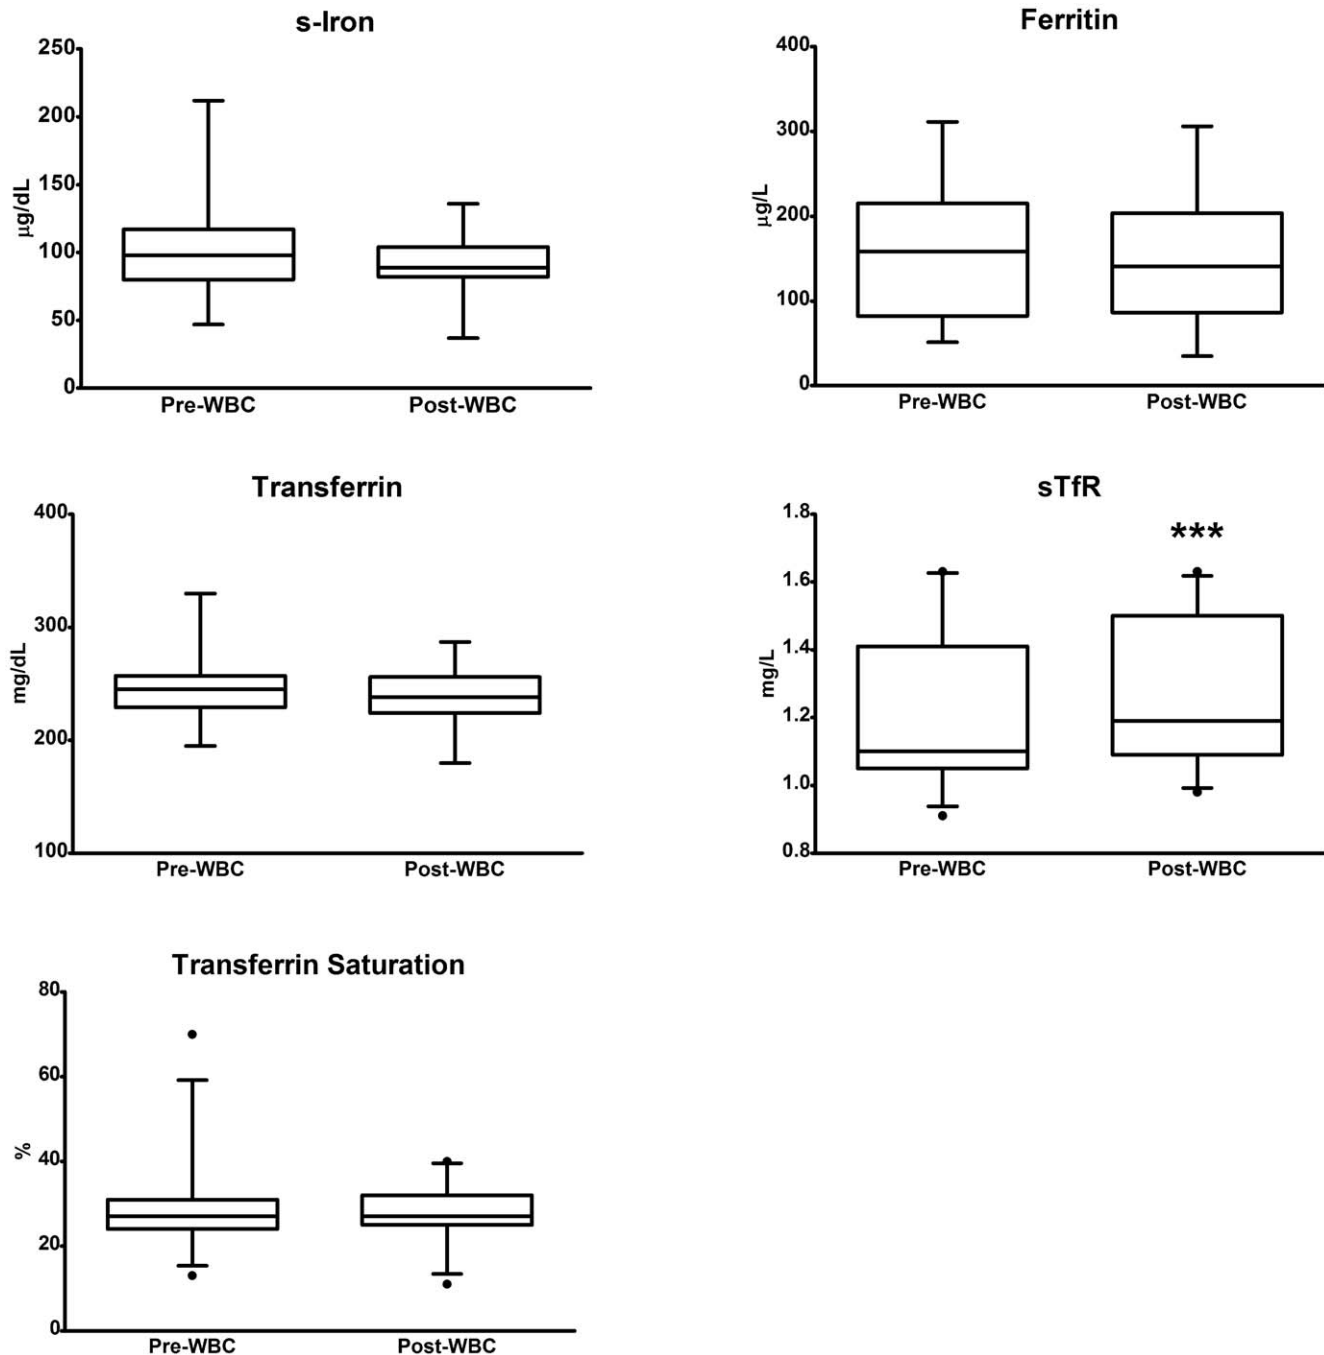 s-Iron
250
200
150
100
50
0
µg/dL
Pre-WBC Post-WBC
Ferritin
400
300
200
100
0
µg/L
Pre-WBC Post-WBC
Transferrin
400
300
200
100
mg/dL
Pre-WBC Post-WBC
sTfR
***
1.8
1.6
1.4
1.2
1.0
0.8
mg/L
Pre-WBC Post-WBC
Transferrin Saturation
80
60
40
20
0
%
Pre-WBC Post-WBC